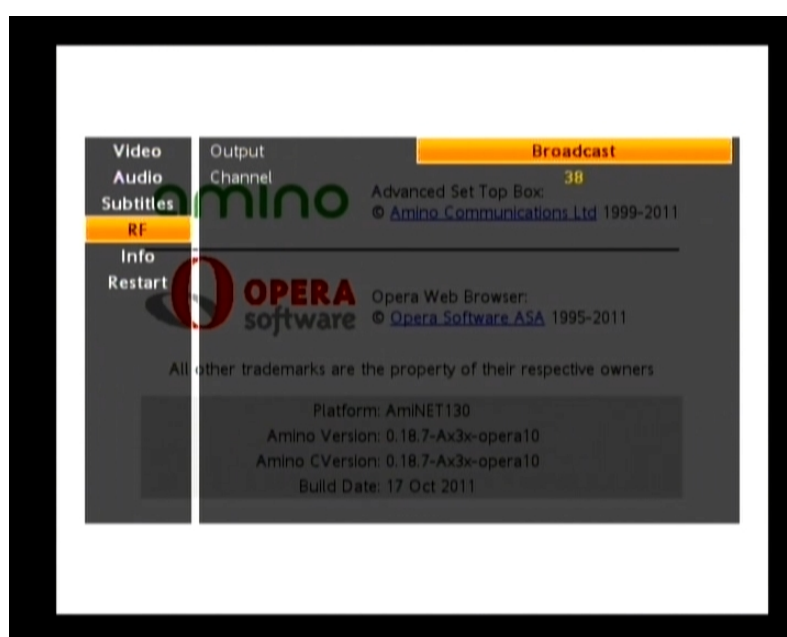 Video
Audio
Subtitles
RF
Info
Restart
Output Broadcast
Channel 38
amino
Advanced Set Top Box:
© Amino Communications Ltd 1999-2011
OPERA
software
Opera Web Browser:
© Opera Software ASA 1995-2011
All other trademarks are the property of their respective owners
Platform: AmiNET130
Amino Version: 0.18.7-Ax3x-opera10
Amino CVersion: 0.18.7-Ax3x-opera10
Build Date: 17 Oct 2011